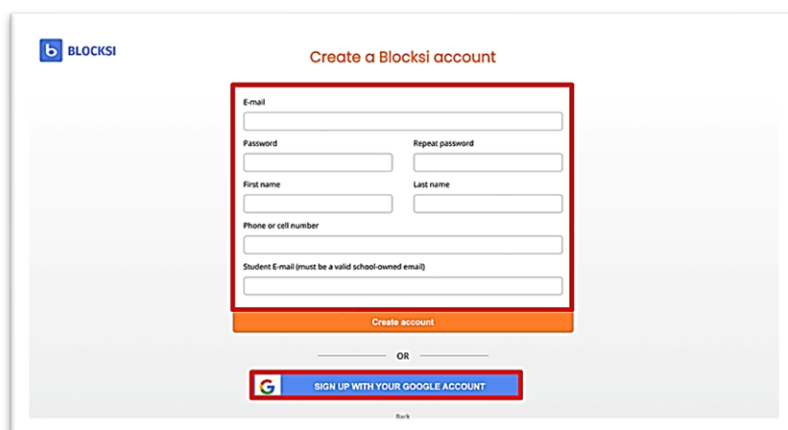 BLOCKSI
Create a Blocksi account
E-mail
Password Repeat password
First name Last name
Phone or cell number
Student E-mail (must be a valid school-owned email)
Create account
OR
SIGN UP WITH YOUR GOOGLE ACCOUNT
Back